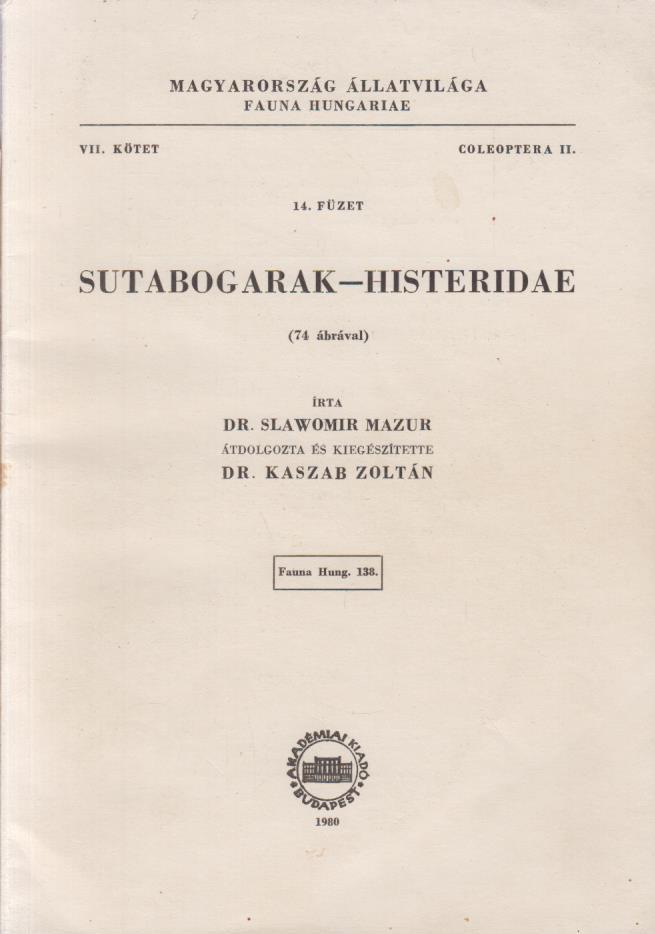 MAGYARORSZÁG ÁLLATVILÁGA
FAUNA HUNGARIAE
VII. KÖTET COLEOPTERA II.
14. FÜZET
SUTABOGARAK—HISTERIDAE
(74 ábrával)
ÍRTA
DR. SLAWOMIR MAZUR
ÁTDOLGOZTA ÉS KIEGÉSZÍTETTE
DR. KASZAB ZOLTÁN
Fauna Hung. 138.
AKADÉMIAI KIADÓ
BUDAPEST
1980